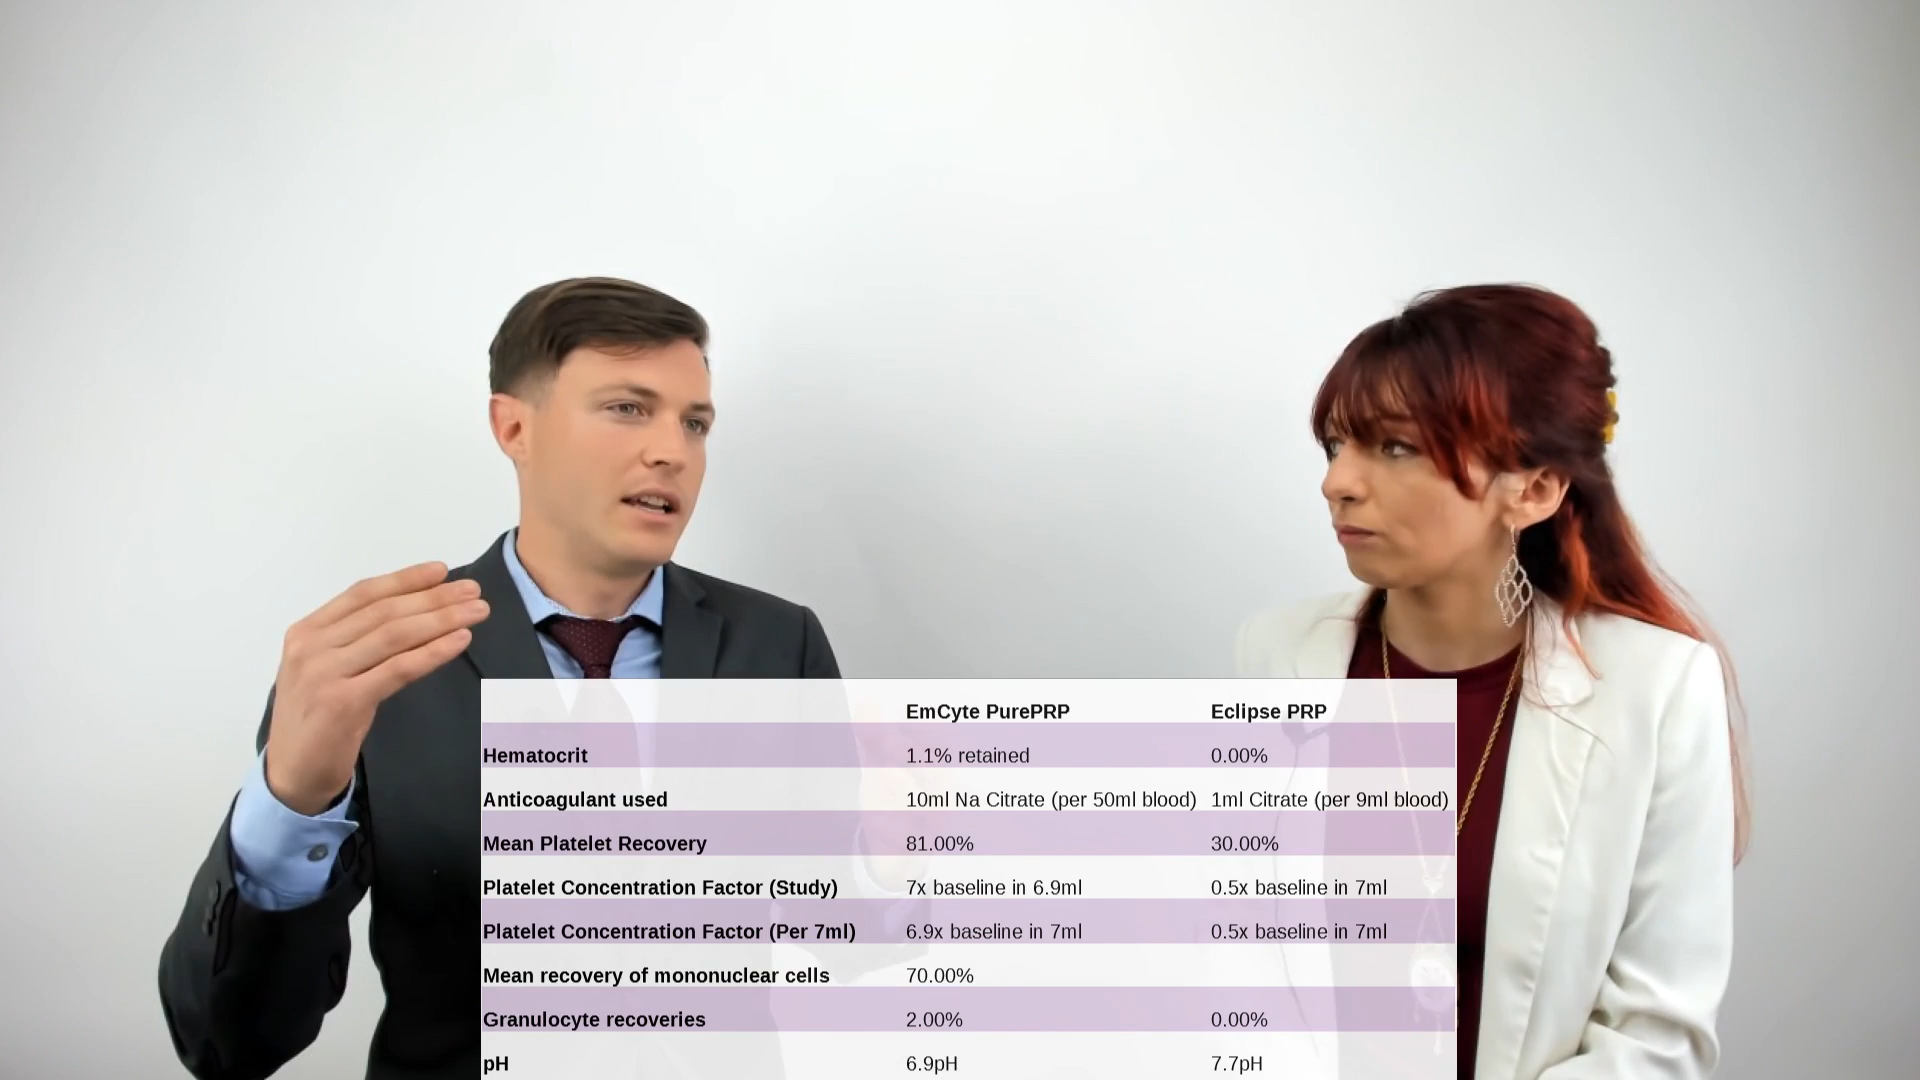 EmCyte PurePRP Eclipse PRP
Hematocrit 1.1% retained 0.00%
Anticoagulant used 10ml Na Citrate (per 50ml blood) 1ml Citrate (per 9ml blood)
Mean Platelet Recovery 81.00% 30.00%
Platelet Concentration Factor (Study) 7x baseline in 6.9ml 0.5x baseline in 7ml
Platelet Concentration Factor (Per 7ml) 6.9x baseline in 7ml 0.5x baseline in 7ml
Mean recovery of mononuclear cells 70.00%
Granulocyte recoveries 2.00% 0.00%
pH 6.9pH 7.7pH